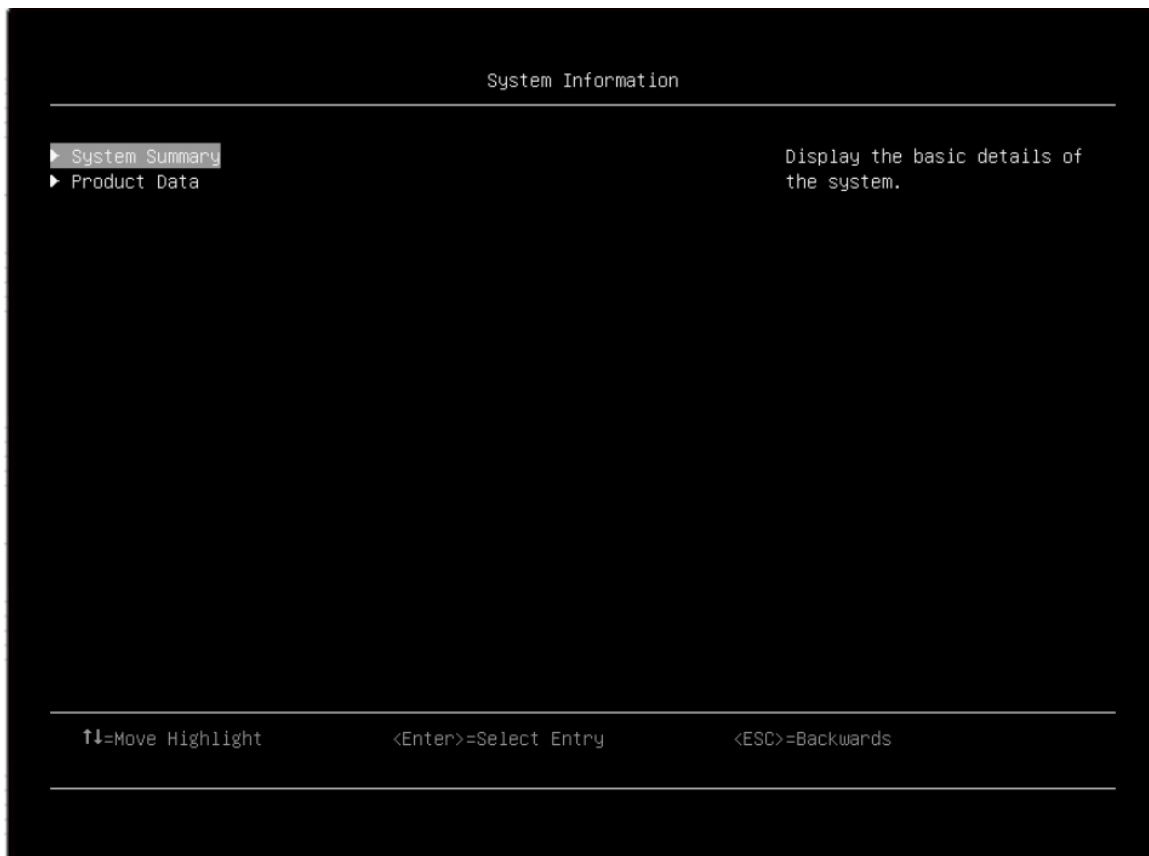 System Information
▶ System Summary
▶ Product Data
Display the basic details of
the system.
↑↓=Move Highlight <Enter>=Select Entry <ESC>=Backwards